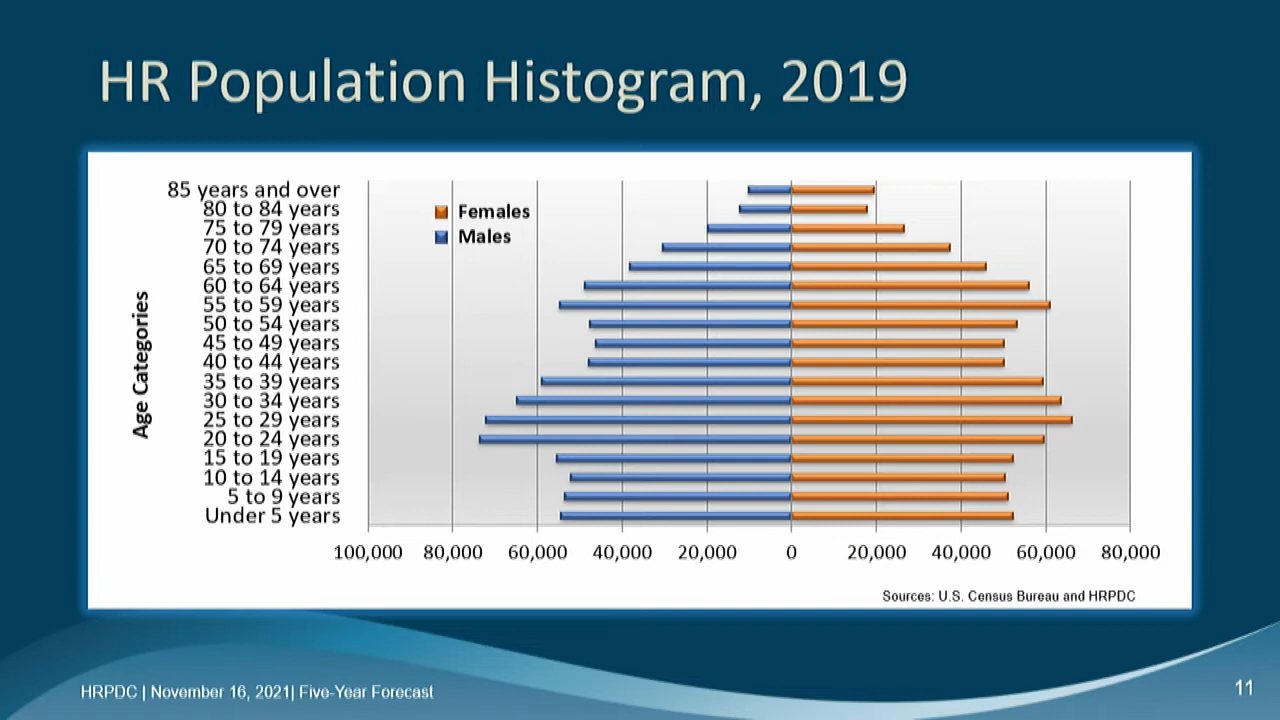 HR Population Histogram, 2019
85 years and over
80 to 84 years
75 to 79 years
70 to 74 years
65 to 69 years
60 to 64 years
55 to 59 years
50 to 54 years
45 to 49 years
40 to 44 years
35 to 39 years
30 to 34 years
25 to 29 years
20 to 24 years
15 to 19 years
10 to 14 years
5 to 9 years
Under 5 years
Age Categories
Females
Males
100,000 80,000 60,000 40,000 20,000 0 20,000 40,000 60,000 80,000
Sources: U.S. Census Bureau and HRPDC
HRPDC | November 16, 2021| Five-Year Forecast
11